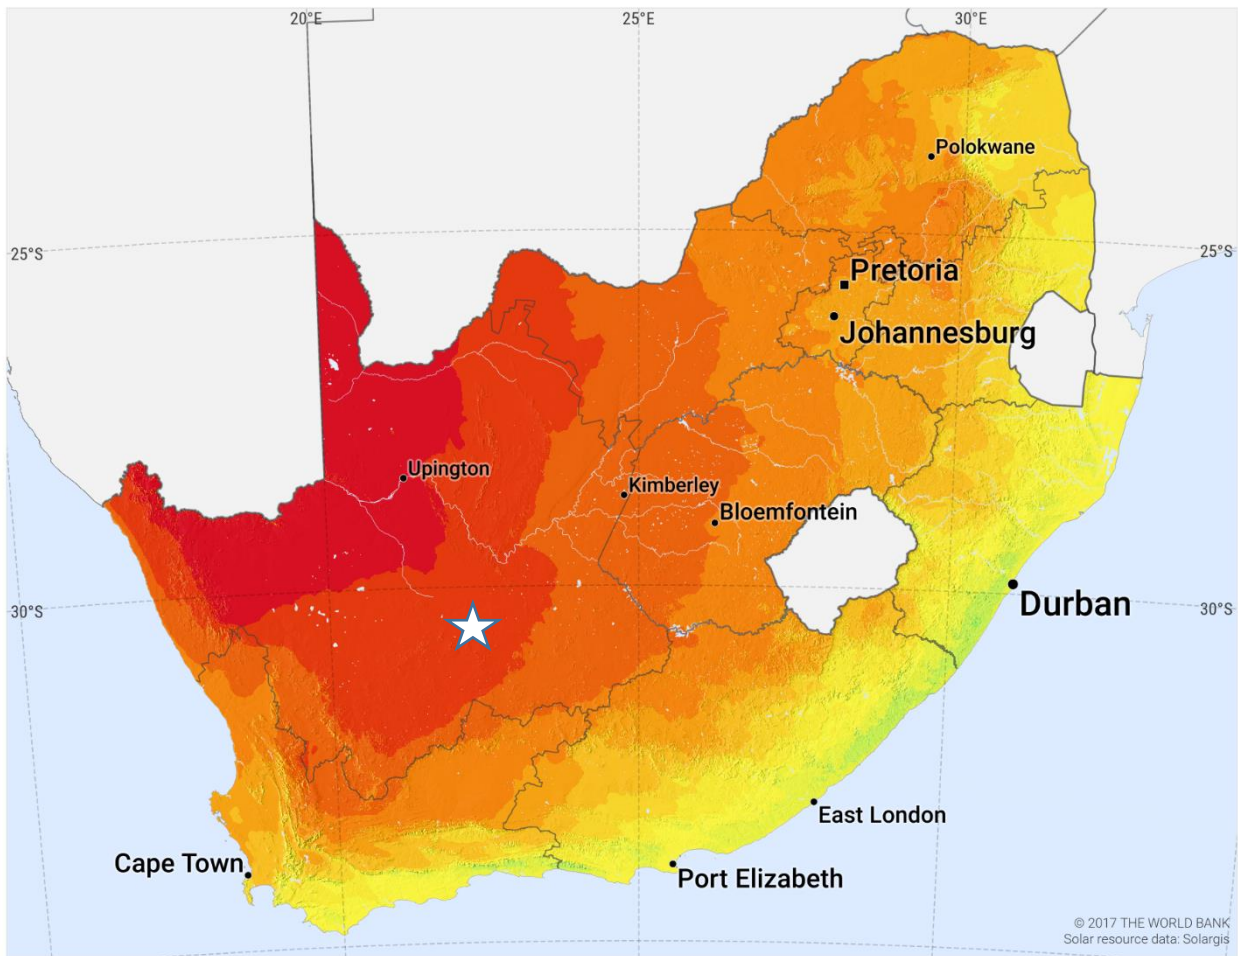 20°E
25°E
30°E
Polokwane
25°S
25°S
Pretoria
Johannesburg
Upington
Kimberley
Bloemfontein
Durban
30°S
30°S
East London
Cape Town
Port Elizabeth
© 2017 THE WORLD BANK
Solar resource data: Solargis